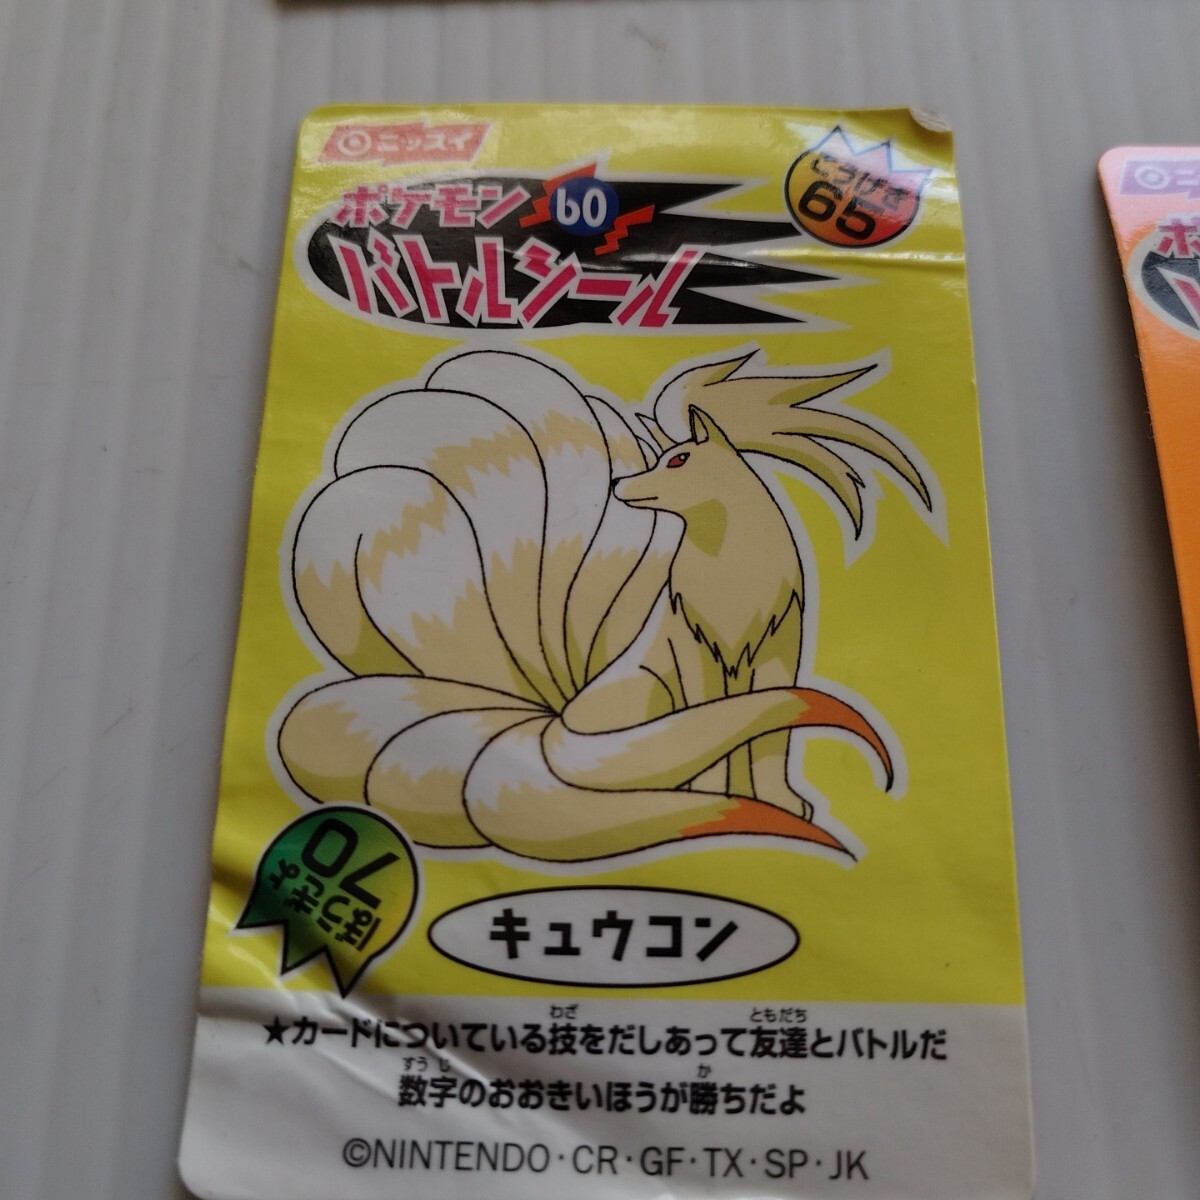 ニッスイ
ポケモン 60
バトルシール
こうげき
65
70
ぼうぎょ
キュウコン
★カードについている技をだしあって友達とバトルだ
わざ ともだち
数字のおおきいほうが勝ちだよ
すうじ か
©NINTENDO・CR・GF・TX・SP・JK